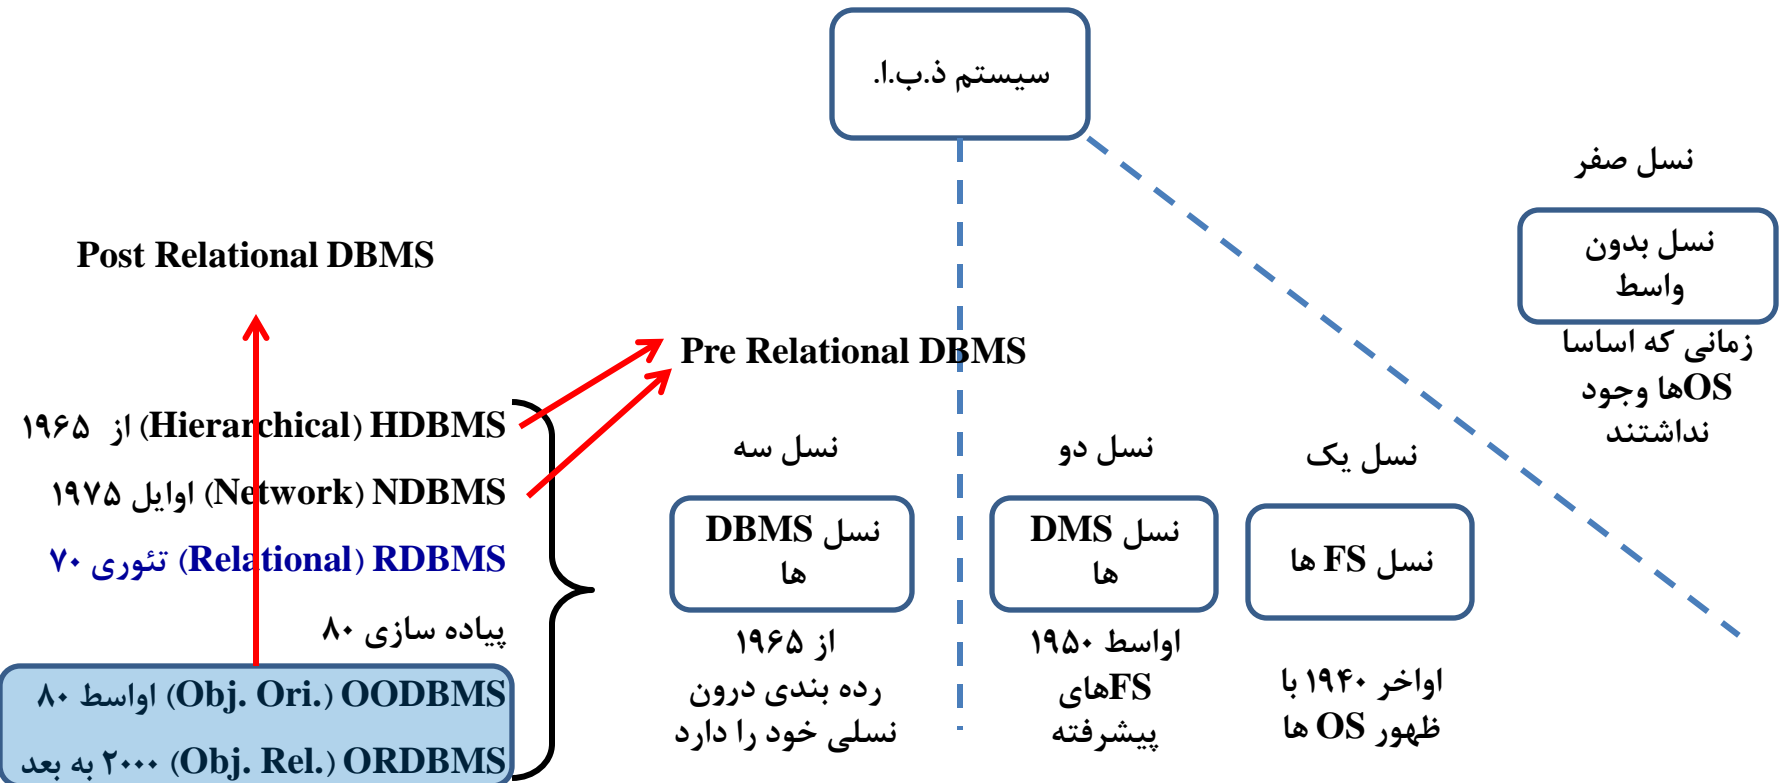 سیستم ذ.ب.ا.
نسل صفر
نسل بدون
واسط
زمانی که اساسا
OSها وجود
نداشتند
نسل یک
نسل FS ها
اواخر ۱۹۴۰ با
ظهور OS ها
نسل دو
نسل DMS
ها
اواسط ۱۹۵۰
FSهای
پیشرفته
نسل سه
نسل DBMS
ها
از ۱۹۶۵
رده بندی درون
نسلی خود را دارد
Pre Relational DBMS
Post Relational DBMS
HDBMS (Hierarchical) از ۱۹۶۵
NDBMS (Network) اوایل ۱۹۷۵
RDBMS (Relational) تئوری ۷۰
پیاده سازی ۸۰
OODBMS (Obj. Ori.) اواسط ۸۰
ORDBMS (Obj. Rel.) ۲۰۰۰ به بعد